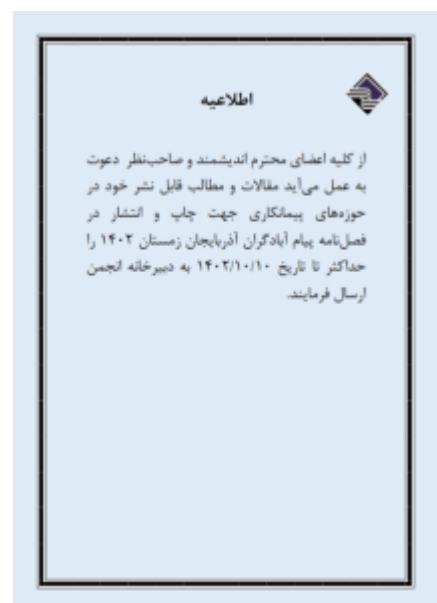 اطلاعیه
از کلیه اعضای محترم اندیشمند و صاحب‌نظر دعوت
به عمل می‌آید مقالات و مطالب قابل نشر خود در
حوزه‌های پیمانکاری جهت چاپ و انتشار در
فصل‌نامه پیام آبادگران آذربایجان زمستان ۱۴۰۲ را
حداکثر تا تاریخ ۱۴۰۲/۱۰/۱۰ به دبیرخانه انجمن
ارسال فرمایند.